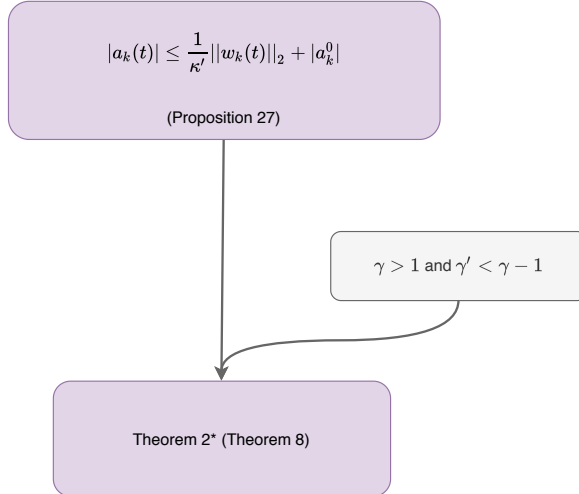 |a_k(t)| ≤ \frac{1}{κ'} ||w_k(t)||_2 + |a_k^0|
(Proposition 27)
γ > 1 and γ' < γ − 1
Theorem 2* (Theorem 8)